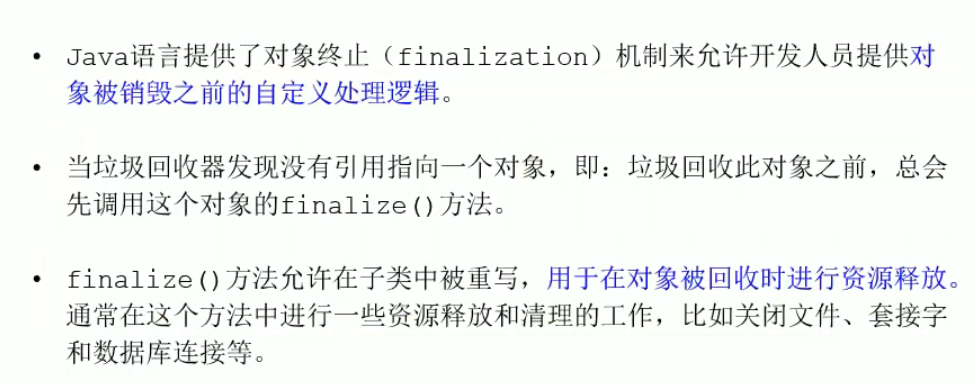 • Java语言提供了对象终止（finalization）机制来允许开发人员提供对
象被销毁之前的自定义处理逻辑。
• 当垃圾回收器发现没有引用指向一个对象，即：垃圾回收此对象之前，总会
先调用这个对象的finalize()方法。
• finalize()方法允许在子类中被重写，用于在对象被回收时进行资源释放。
通常在这个方法中进行一些资源释放和清理的工作，比如关闭文件、套接字
和数据库连接等。